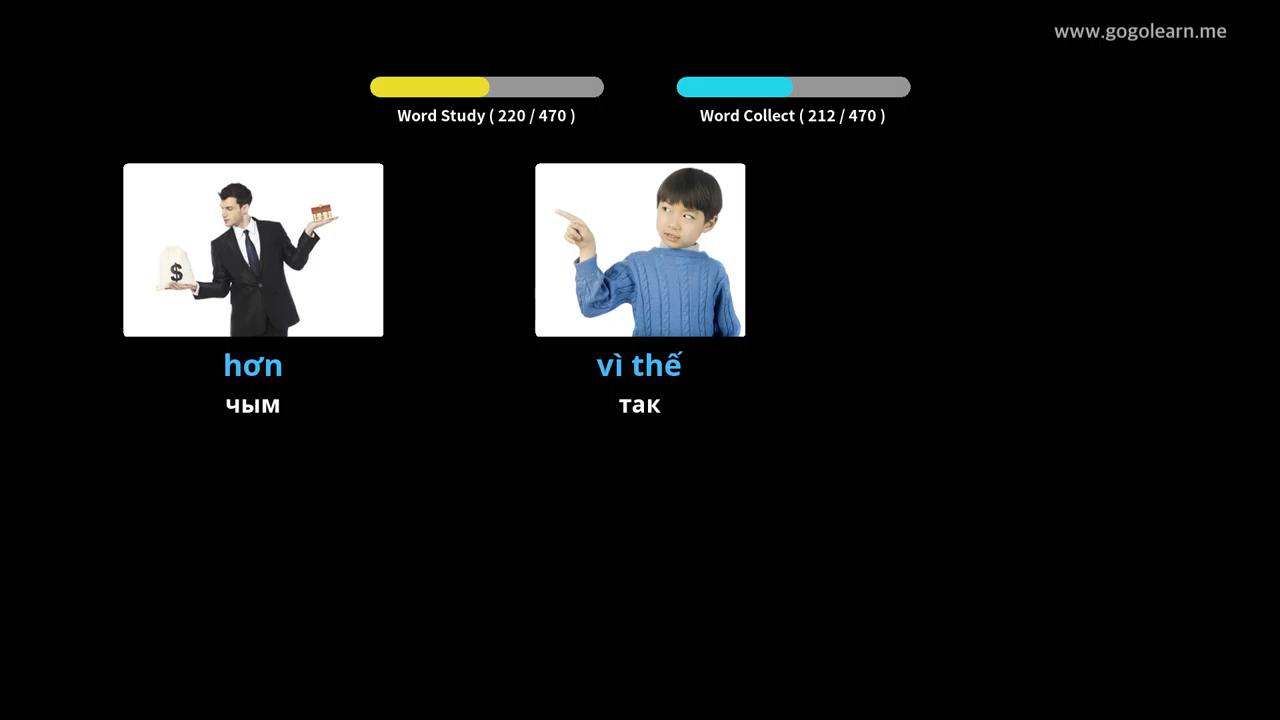 www.gogolearn.me
Word Study ( 220 / 470 )
Word Collect ( 212 / 470 )
$
hơn
vì thế
чым
так